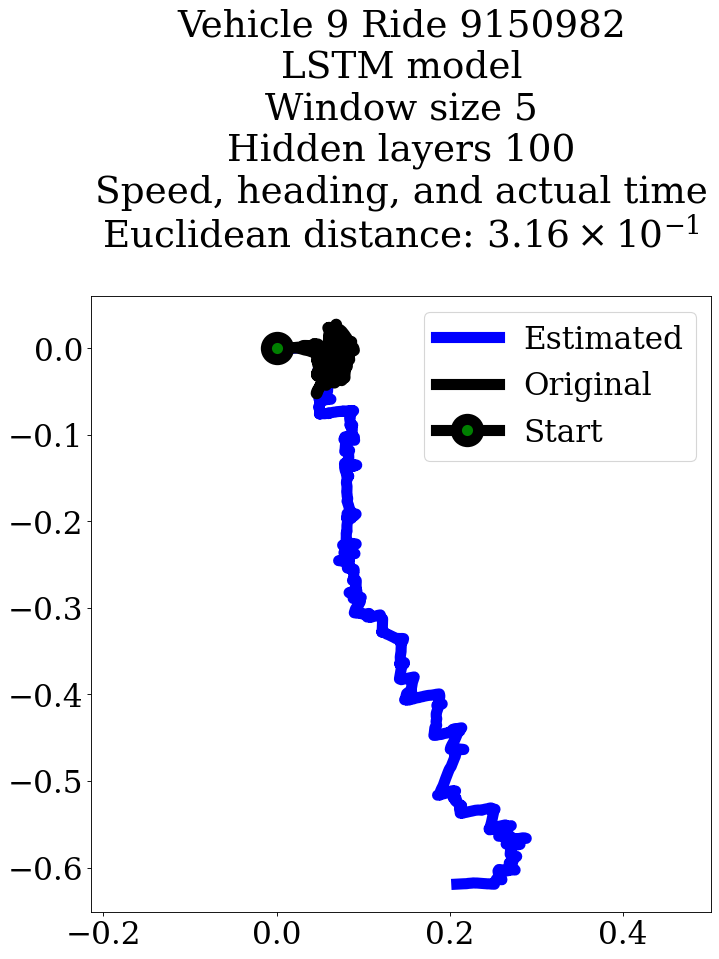 Vehicle 9 Ride 9150982
LSTM model
Window size 5
Hidden layers 100
Speed, heading, and actual time
Euclidean distance: 3.16 × 10⁻¹
Estimated
Original
Start
0.0
−0.1
−0.2
−0.3
−0.4
−0.5
−0.6
−0.2
0.0
0.2
0.4